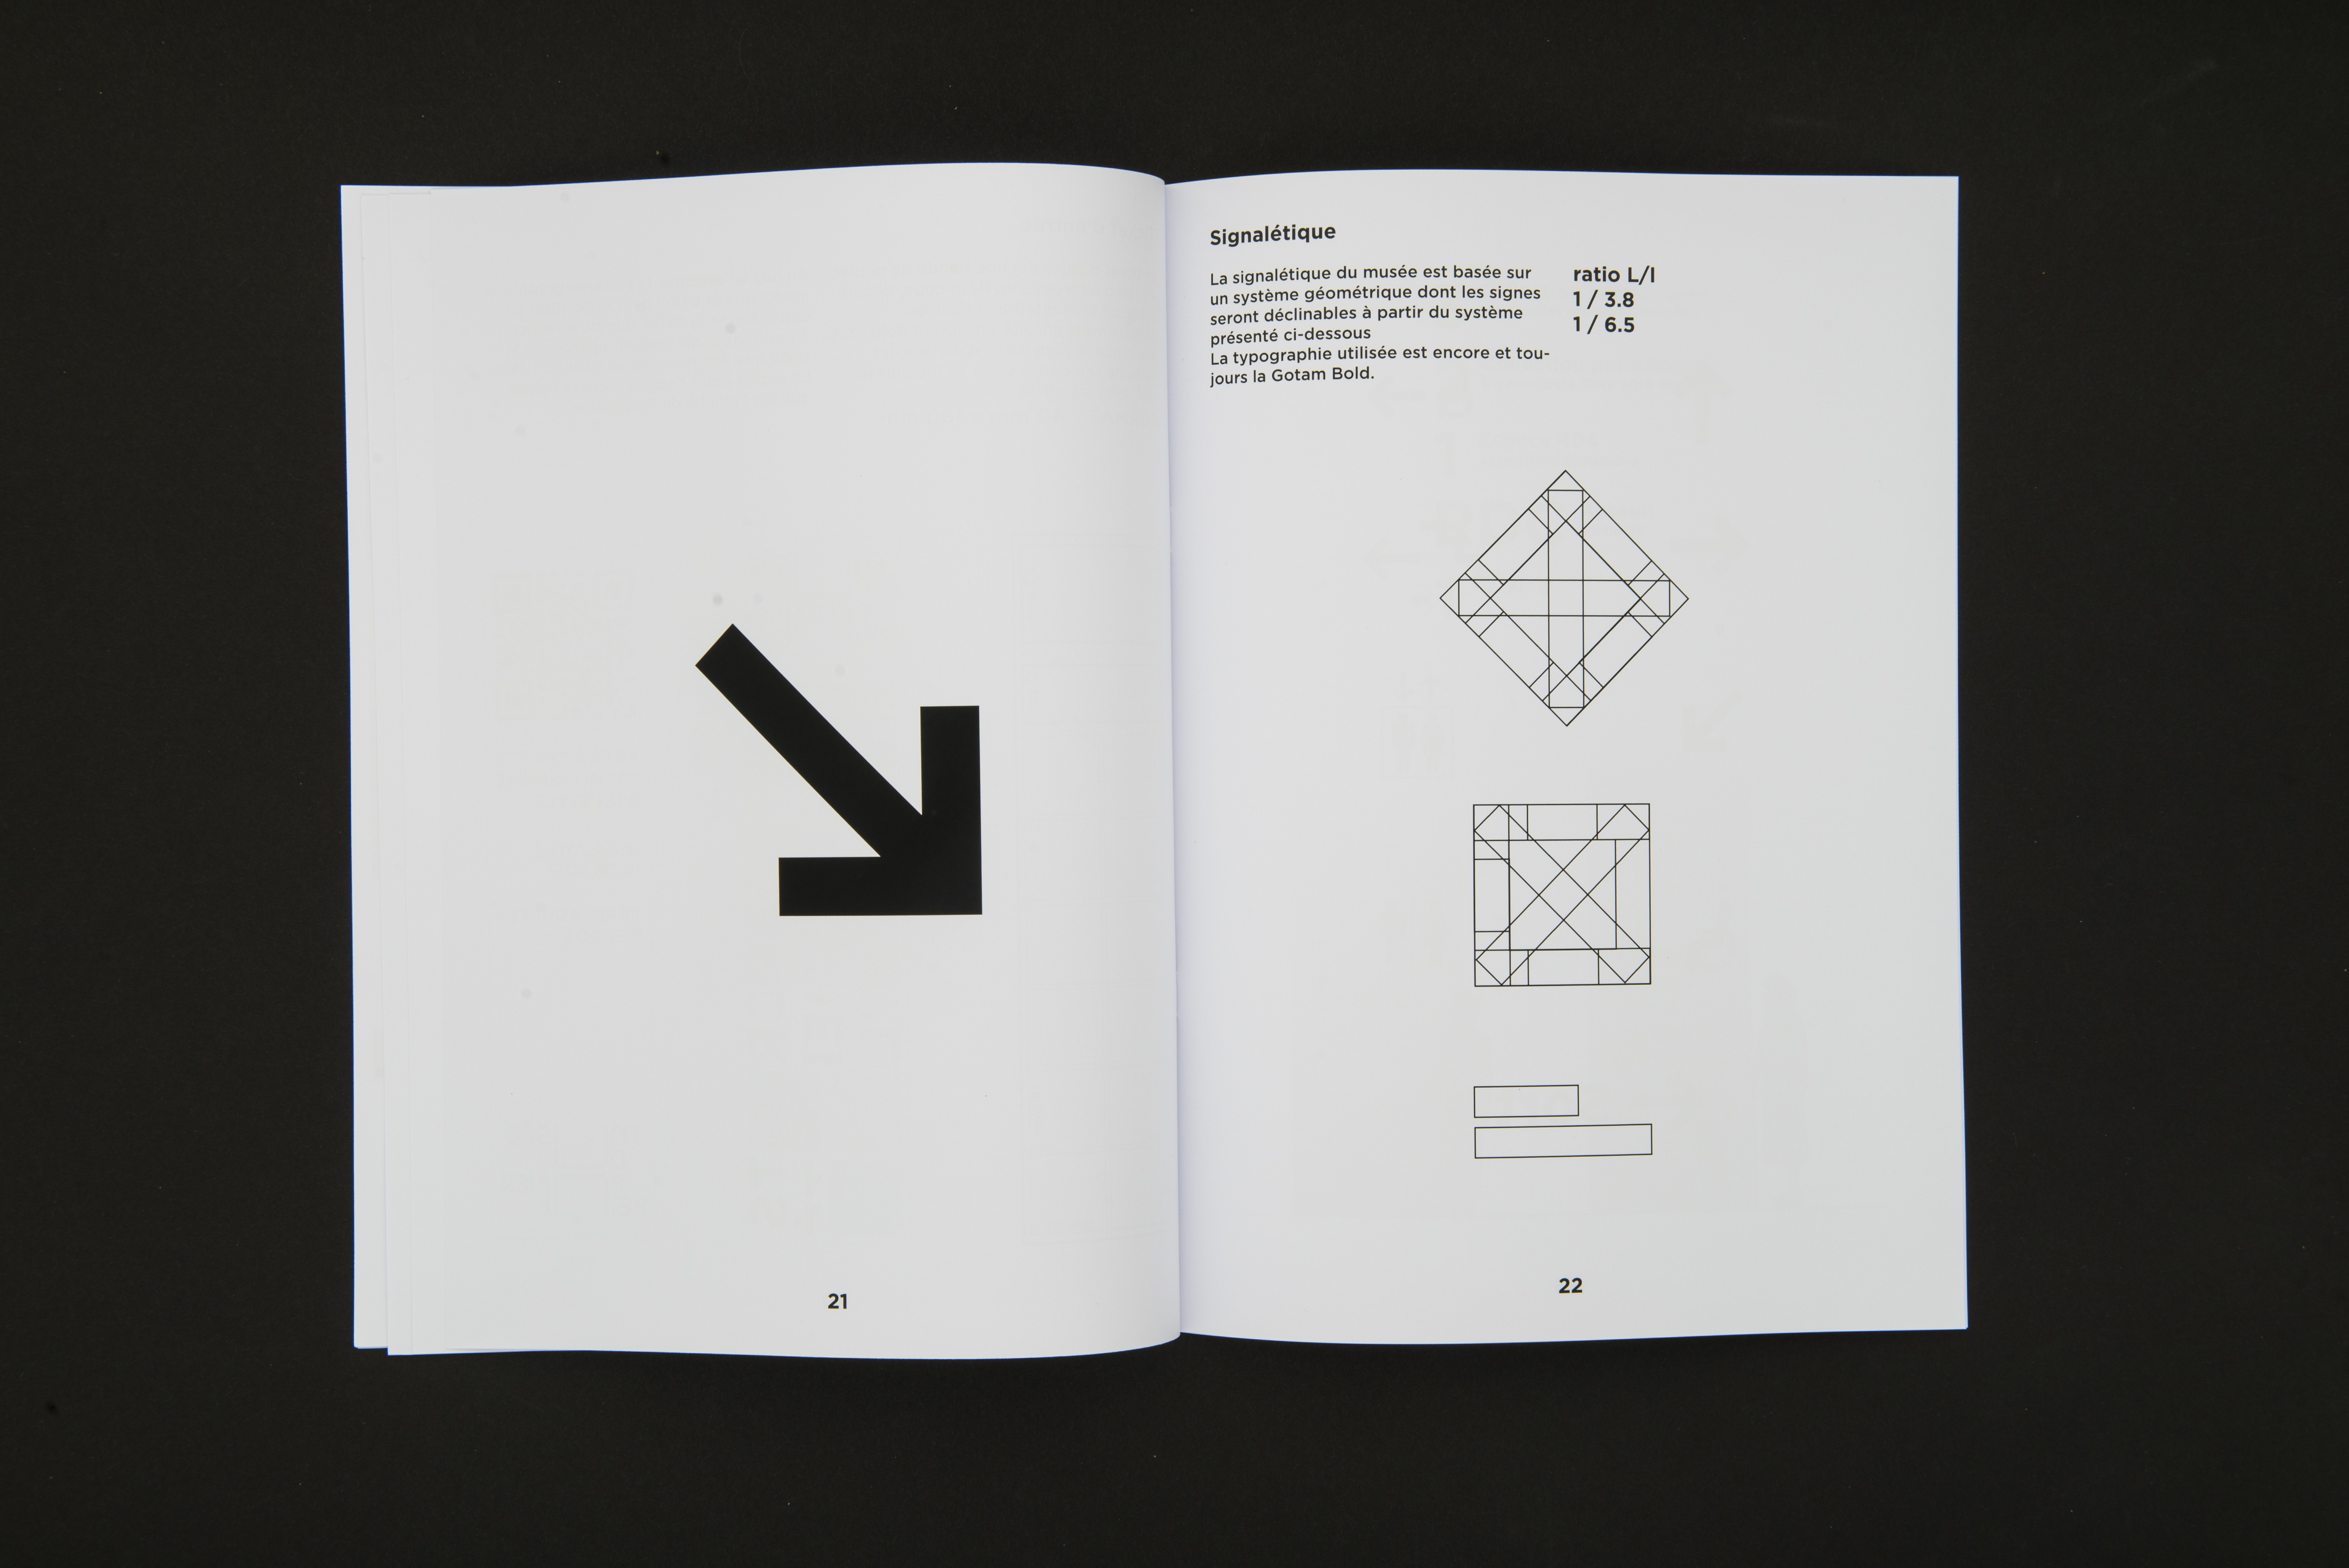 21
Signalétique
La signalétique du musée est basée sur
un système géométrique dont les signes
seront déclinables à partir du système
présenté ci-dessous
La typographie utilisée est encore et tou-
jours la Gotam Bold.
ratio L/l
1 / 3.8
1 / 6.5
22